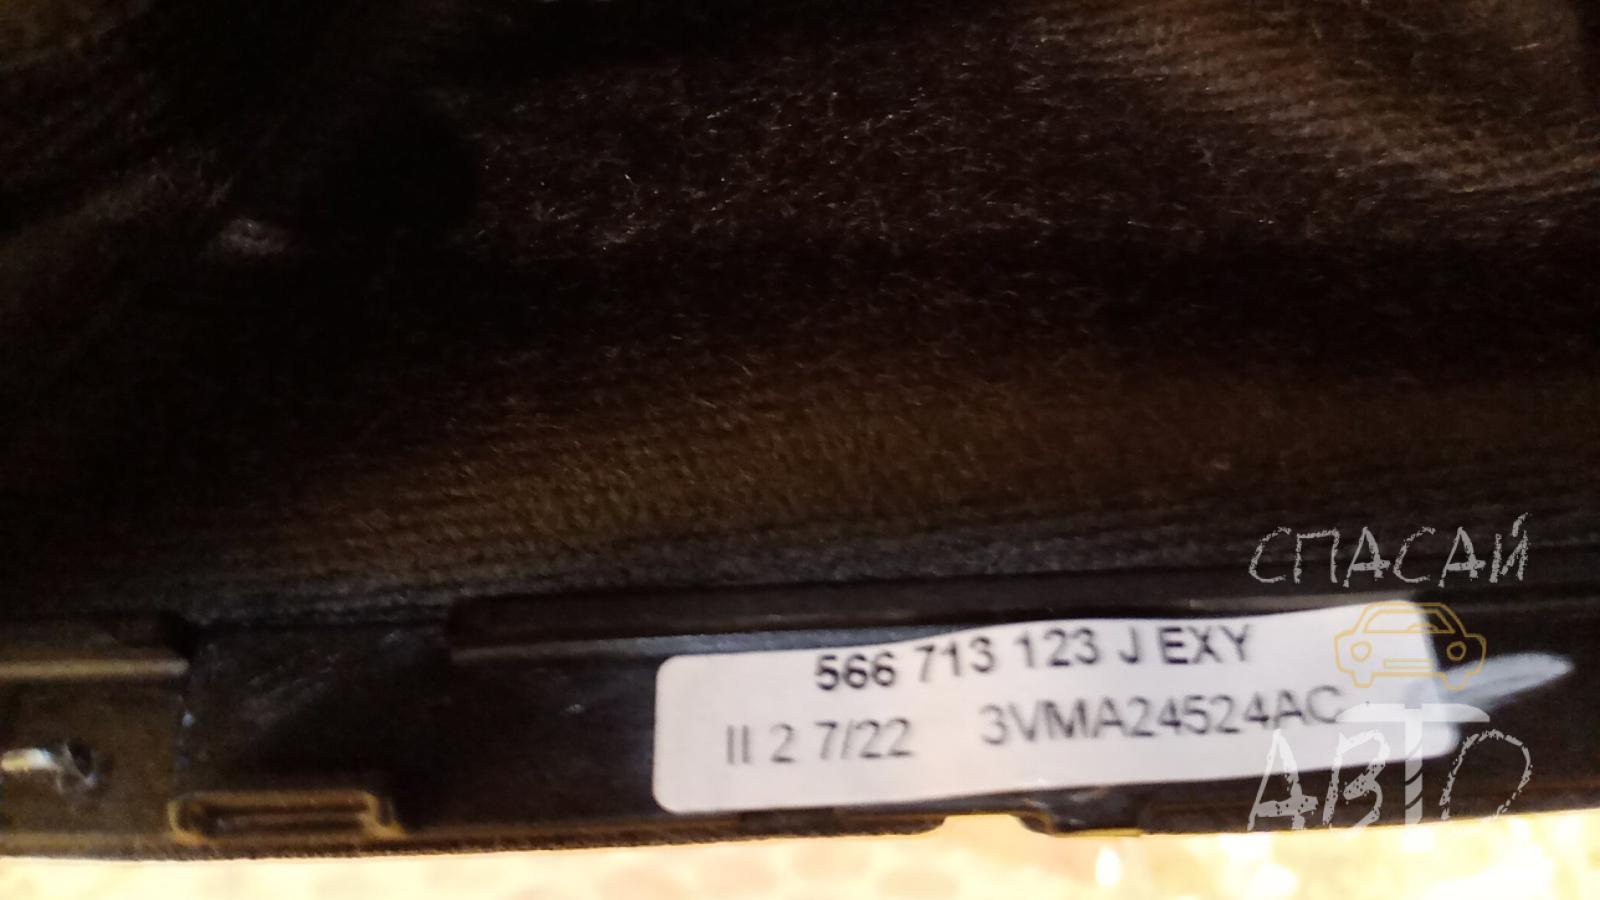 566 713 123 J EXY
II 2 7/22 3VMA24524AC
СПАСАЙ
АВТО